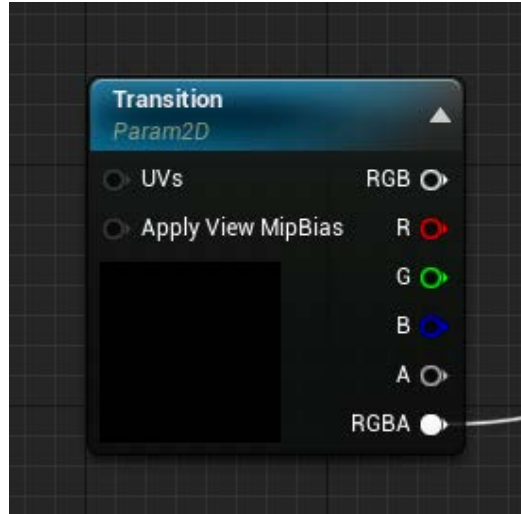 Transition
Param2D
UVs RGB
Apply View MipBias R
G
B
A
RGBA